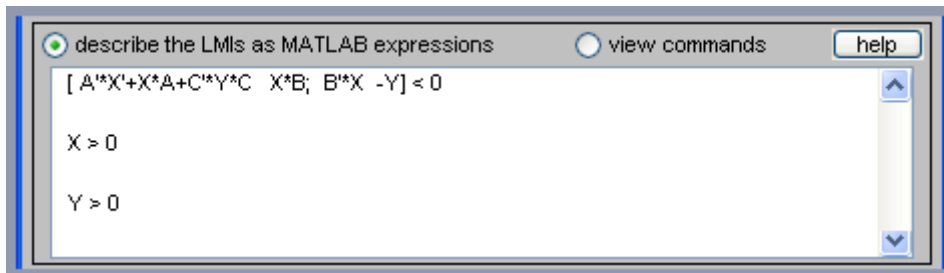 describe the LMIs as MATLAB expressions view commands help
[ A'*X'+X*A+C'*Y*C X*B; B'*X -Y] < 0
X > 0
Y > 0